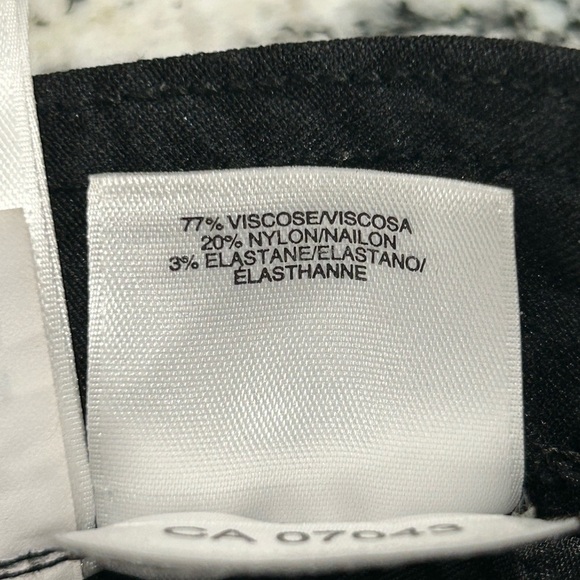 77% VISCOSE/VISCOSA
20% NYLON/NAILON
3% ELASTANE/ELASTANO/
ÉLASTHANNE
CA 07043